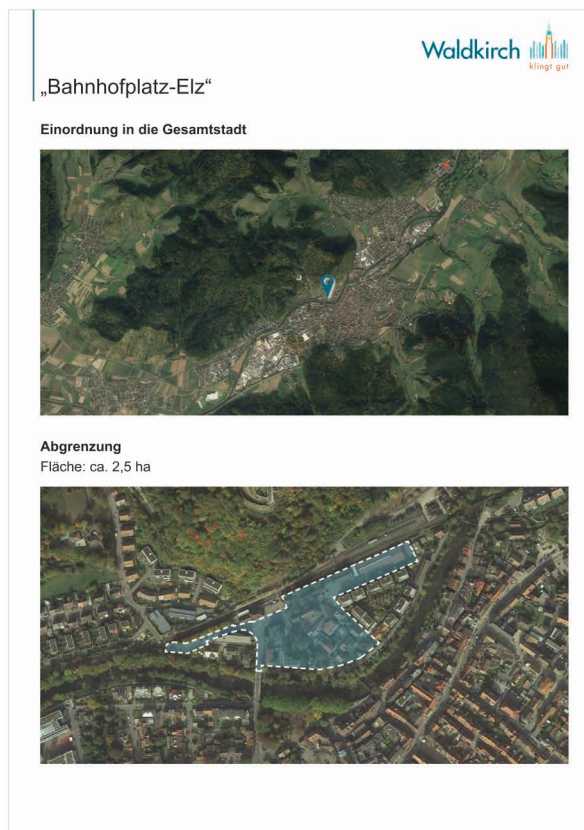 Waldkirch
klingt gut
„Bahnhofplatz-Elz“
Einordnung in die Gesamtstadt
Abgrenzung
Fläche: ca. 2,5 ha